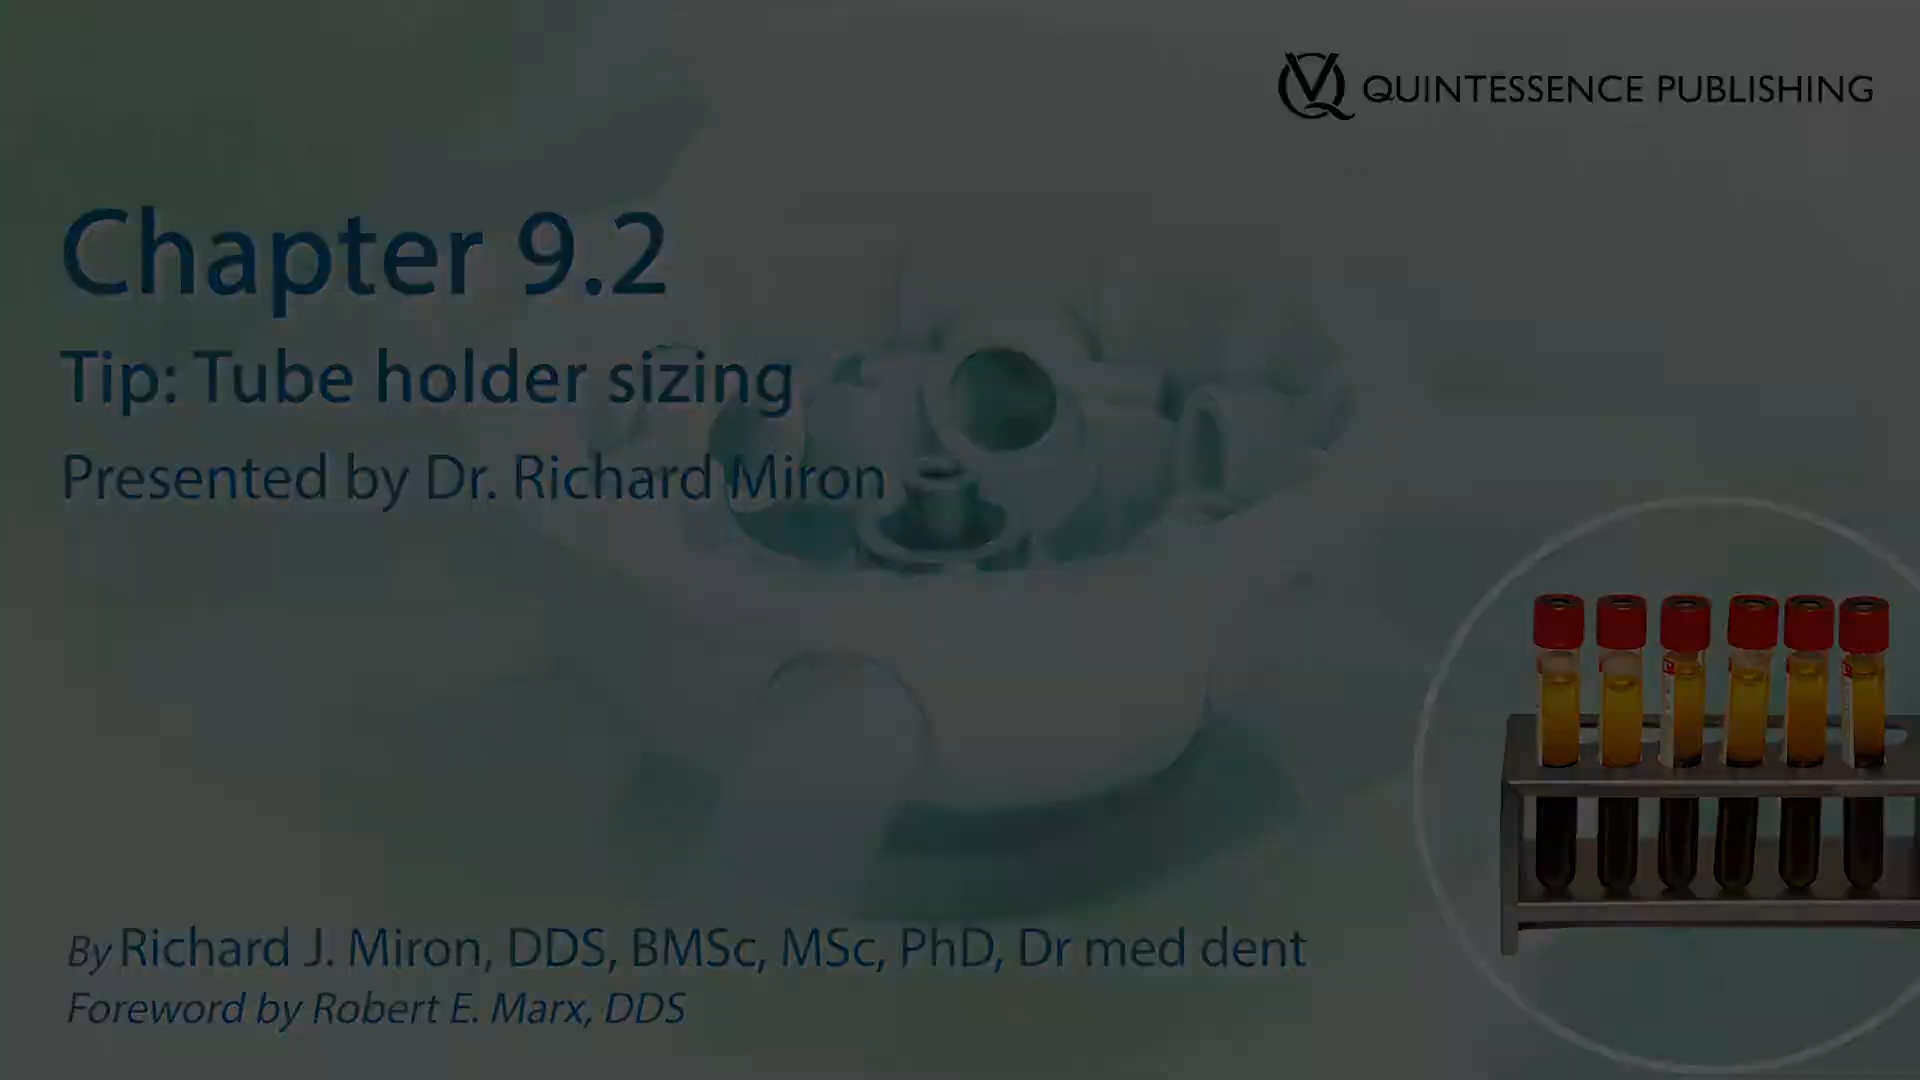 QUINTESSENCE PUBLISHING
Chapter 9.2
Tip: Tube holder sizing
Presented by Dr. Richard Miron
By Richard J. Miron, DDS, BMSc, MSc, PhD, Dr med dent
Foreword by Robert E. Marx, DDS